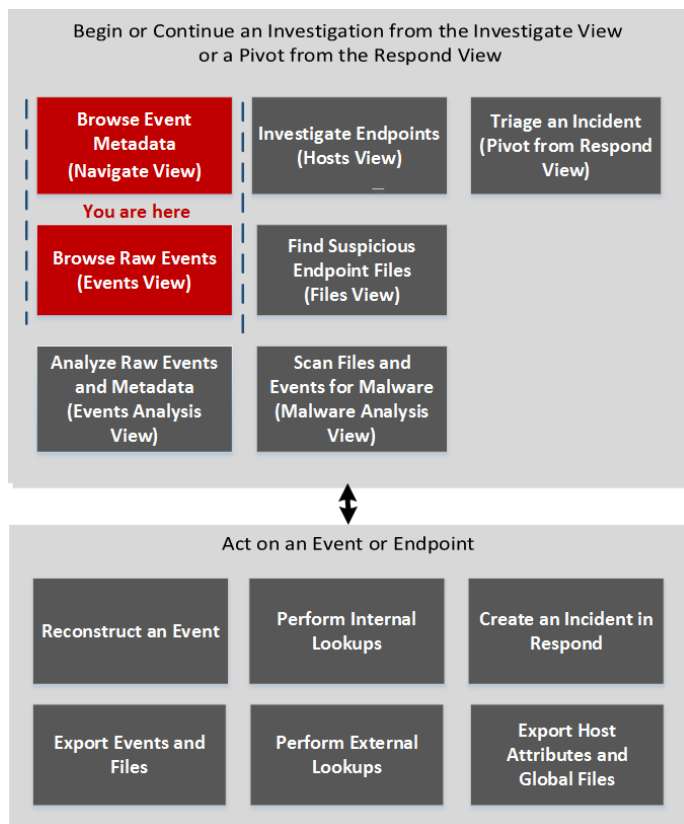 Begin or Continue an Investigation from the Investigate View
or a Pivot from the Respond View
Browse Event
Metadata
(Navigate View)
Investigate Endpoints
(Hosts View)
Triage an Incident
(Pivot from Respond
View)
You are here
Browse Raw Events
(Events View)
Find Suspicious
Endpoint Files
(Files View)
Analyze Raw Events
and Metadata
(Events Analysis
View)
Scan Files and
Events for Malware
(Malware Analysis
View)
Act on an Event or Endpoint
Reconstruct an Event
Perform Internal
Lookups
Create an Incident in
Respond
Export Events and
Files
Perform External
Lookups
Export Host
Attributes and
Global Files